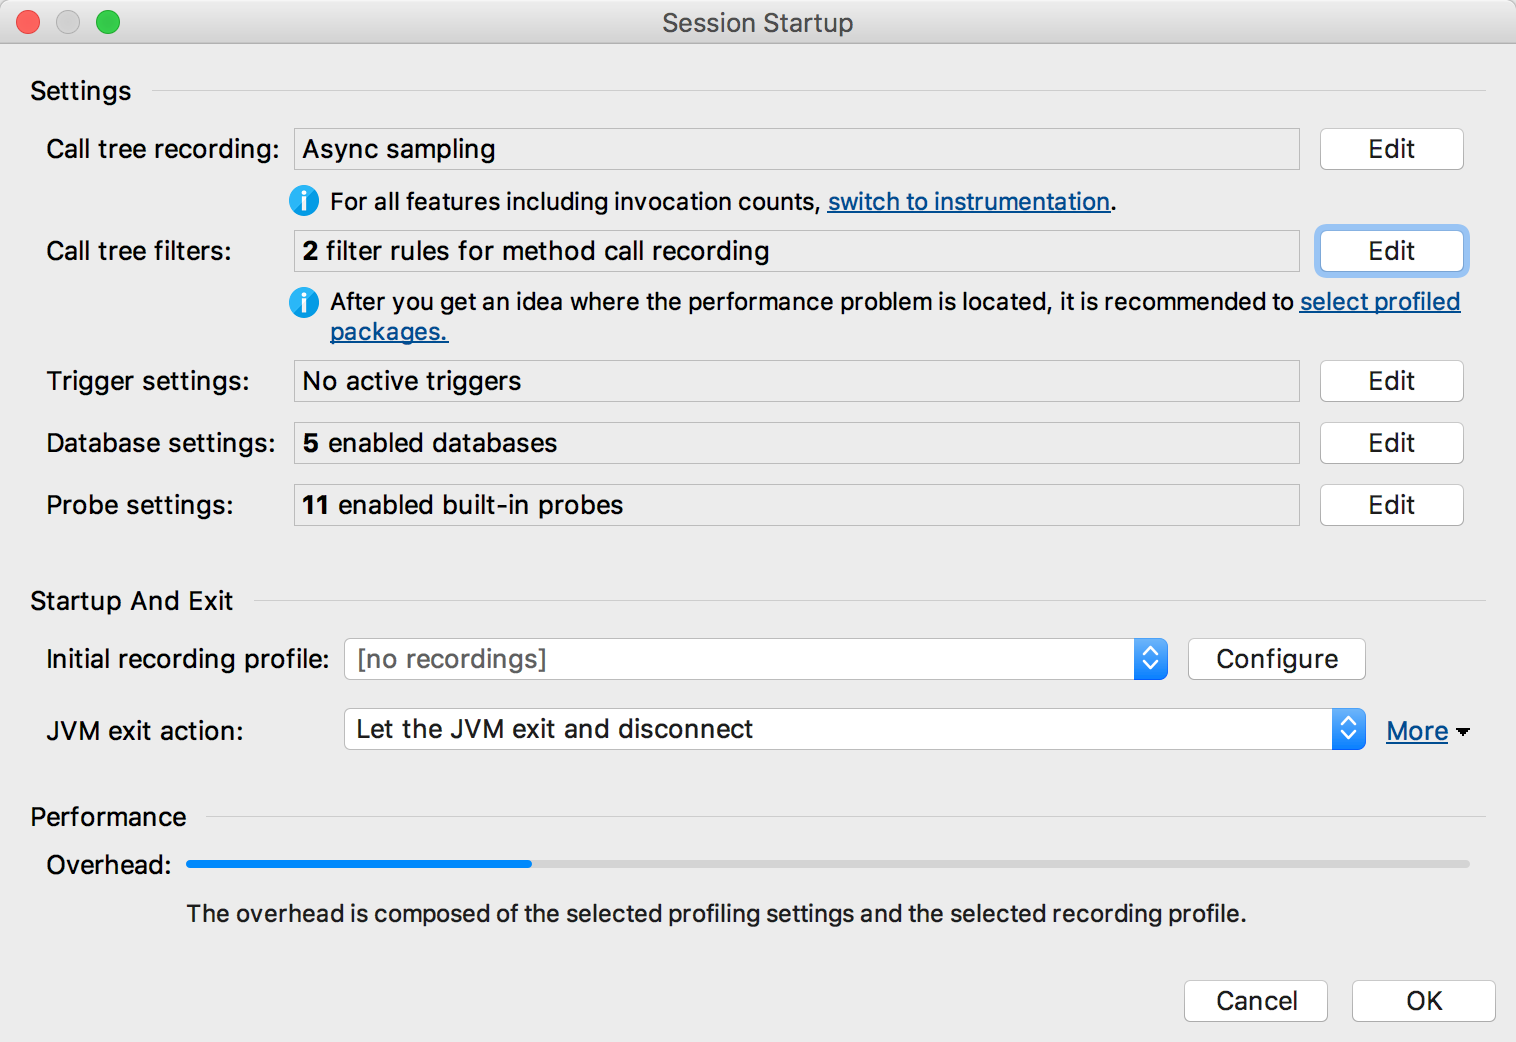 Session Startup
Settings
Call tree recording: Async sampling Edit
For all features including invocation counts, switch to instrumentation.
Call tree filters: 2 filter rules for method call recording Edit
After you get an idea where the performance problem is located, it is recommended to select profiled
packages.
Trigger settings: No active triggers Edit
Database settings: 5 enabled databases Edit
Probe settings: 11 enabled built-in probes Edit
Startup And Exit
Initial recording profile: [no recordings] Configure
JVM exit action: Let the JVM exit and disconnect More
Performance
Overhead:
The overhead is composed of the selected profiling settings and the selected recording profile.
Cancel OK